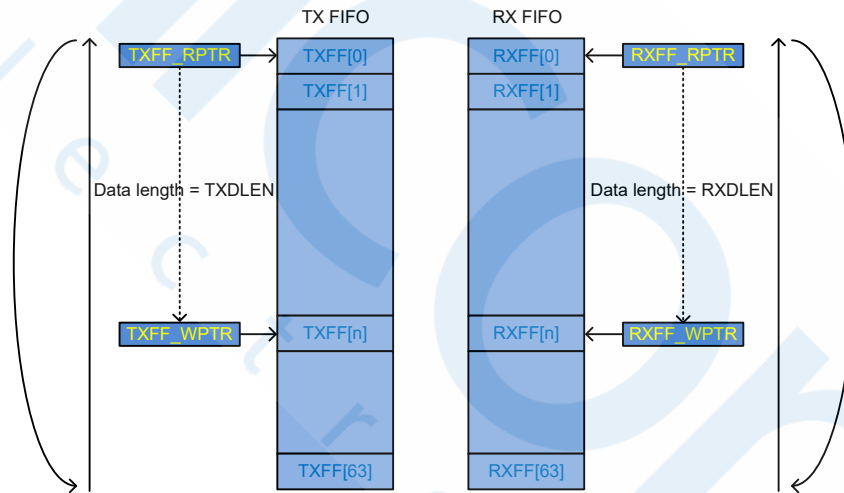 TX FIFO RX FIFO
TXFF_RPTR TXFF[0] RXFF[0] RXFF_RPTR
TXFF[1] RXFF[1]
Data length = TXDLEN Data length = RXDLEN
TXFF_WPTR TXFF[n] RXFF[n] RXFF_WPTR
TXFF[63] RXFF[63]